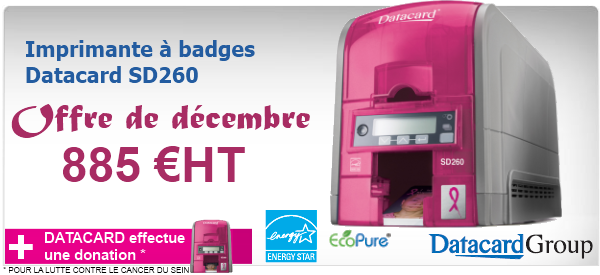 Imprimante à badges
Datacard SD260
Offre de décembre
885 €HT
Datacard
SD260
+ DATACARD effectue
une donation *
* POUR LA LUTTE CONTRE LE CANCER DU SEIN
energy
ENERGY STAR
EcoPure
DatacardGroup